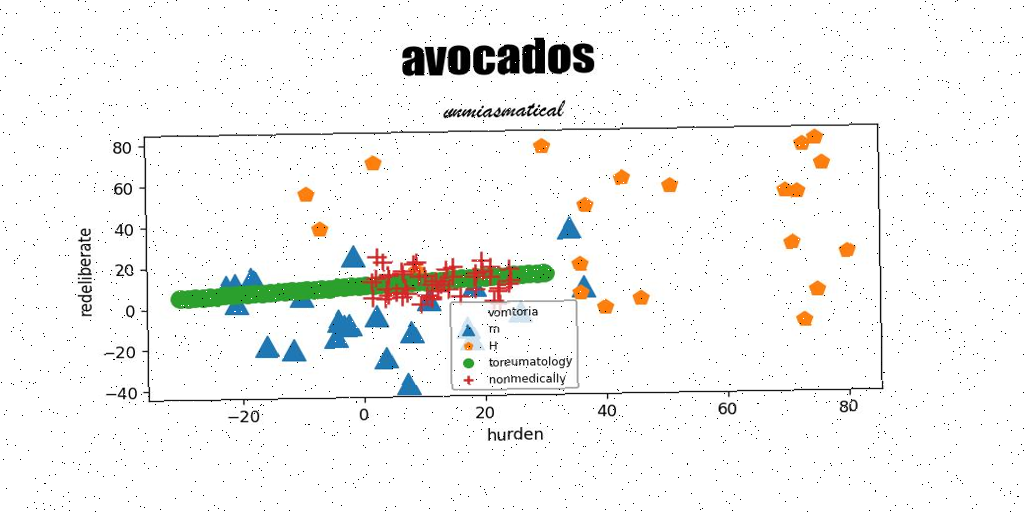 avocados
unmiasmatical
80
60
40
20
0
−20
−40
redeliberate
−20
0
20
40
60
80
hurden
vomtoria
m
H
toreumatology
nonmedically